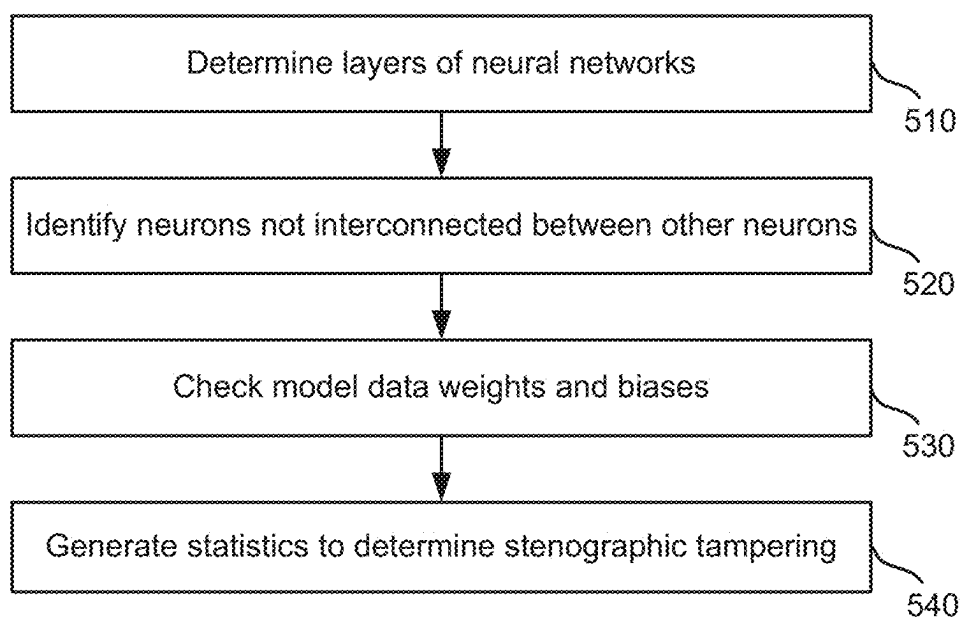 Determine layers of neural networks
510
Identify neurons not interconnected between other neurons
520
Check model data weights and biases
530
Generate statistics to determine stenographic tampering
540